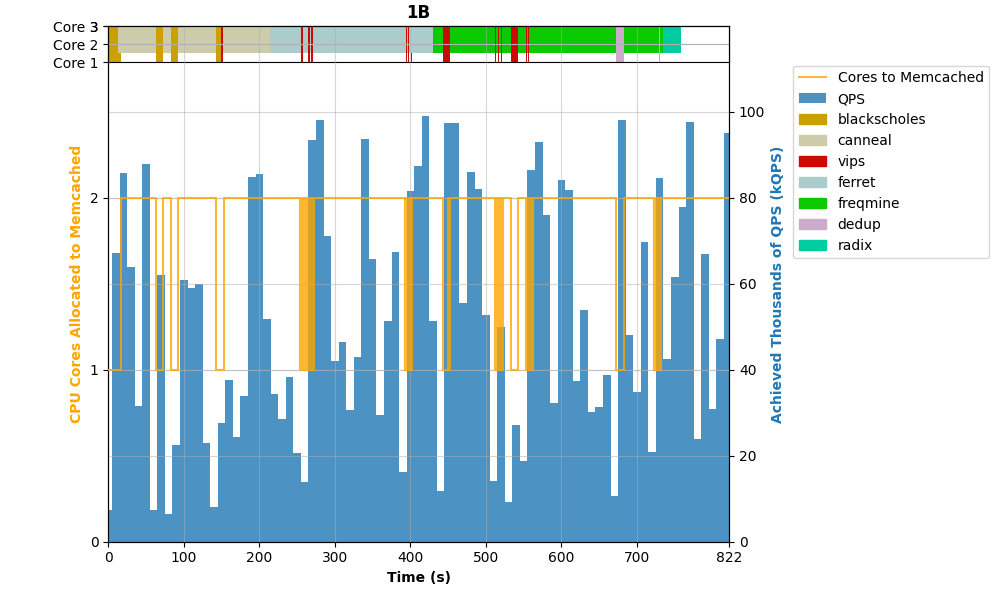 1B
Core 3
Core 2
Core 1
Cores to Memcached
QPS
blackscholes
canneal
vips
ferret
freqmine
dedup
radix
CPU Cores Allocated to Memcached
2
1
0
100
80
60
40
20
0
Achieved Thousands of QPS (kQPS)
0 100 200 300 400 500 600 700 822
Time (s)